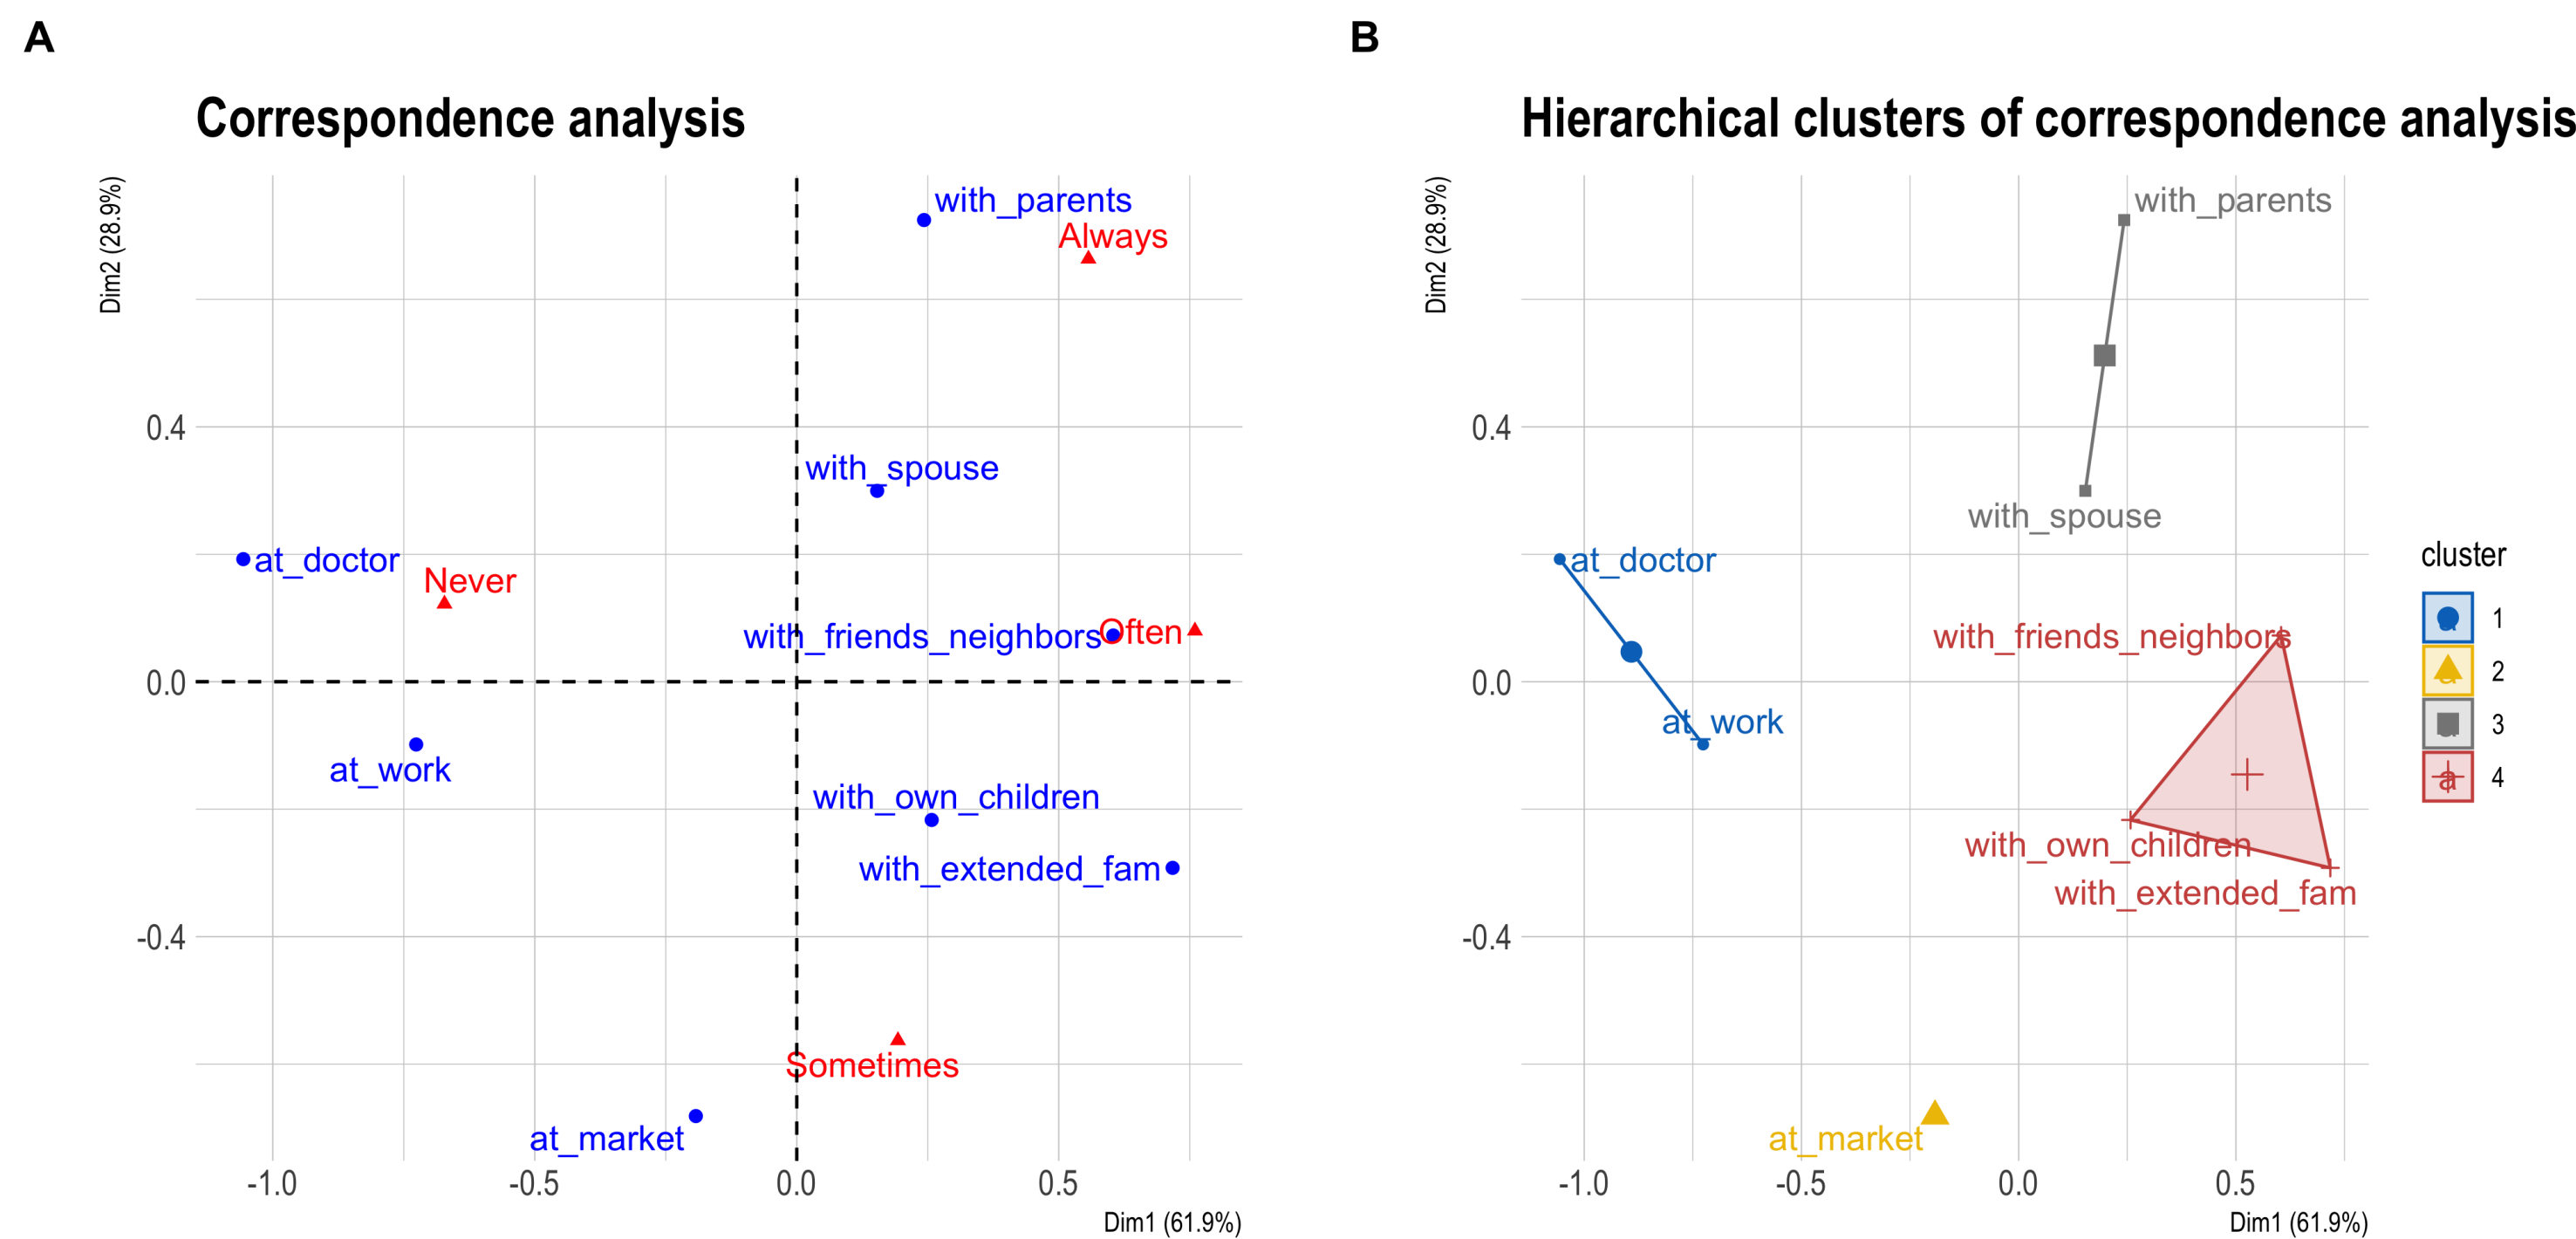 A
Correspondence analysis
Dim2 (28.9%)
with_parents
Always
0.4
with_spouse
at_doctor
Never
with_friends_neighbors
Often
0.0
at_work
with_own_children
with_extended_fam
-0.4
Sometimes
at_market
-1.0 -0.5 0.0 0.5
Dim1 (61.9%)
B
Hierarchical clusters of correspondence analysis
Dim2 (28.9%)
with_parents
0.4
with_spouse
at_doctor
with_friends_neighbors
0.0
at_work
with_own_children
with_extended_fam
-0.4
at_market
-1.0 -0.5 0.0 0.5
Dim1 (61.9%)
cluster
a 1
a 2
a 3
a 4